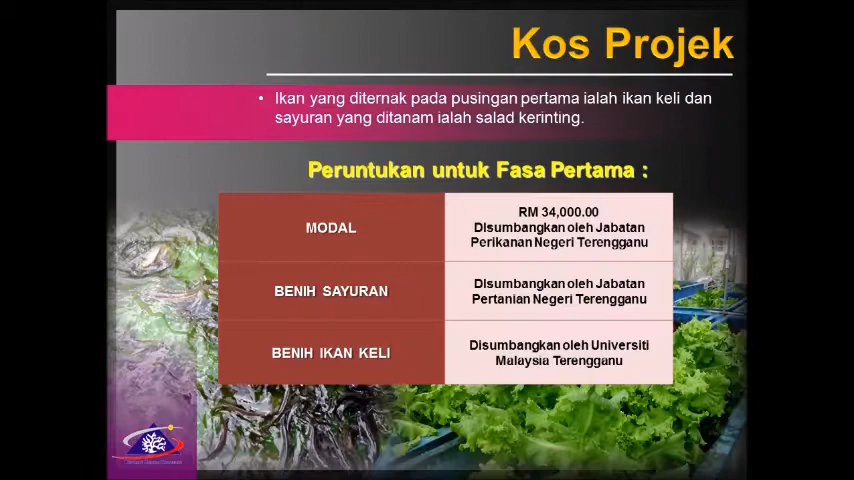 Kos Projek
• Ikan yang diternak pada pusingan pertama ialah ikan keli dan
sayuran yang ditanam ialah salad kerinting.
Peruntukan untuk Fasa Pertama :
MODAL
RM 34,000.00
Disumbangkan oleh Jabatan
Perikanan Negeri Terengganu
BENIH SAYURAN
Disumbangkan oleh Jabatan
Pertanian Negeri Terengganu
BENIH IKAN KELI
Disumbangkan oleh Universiti
Malaysia Terengganu